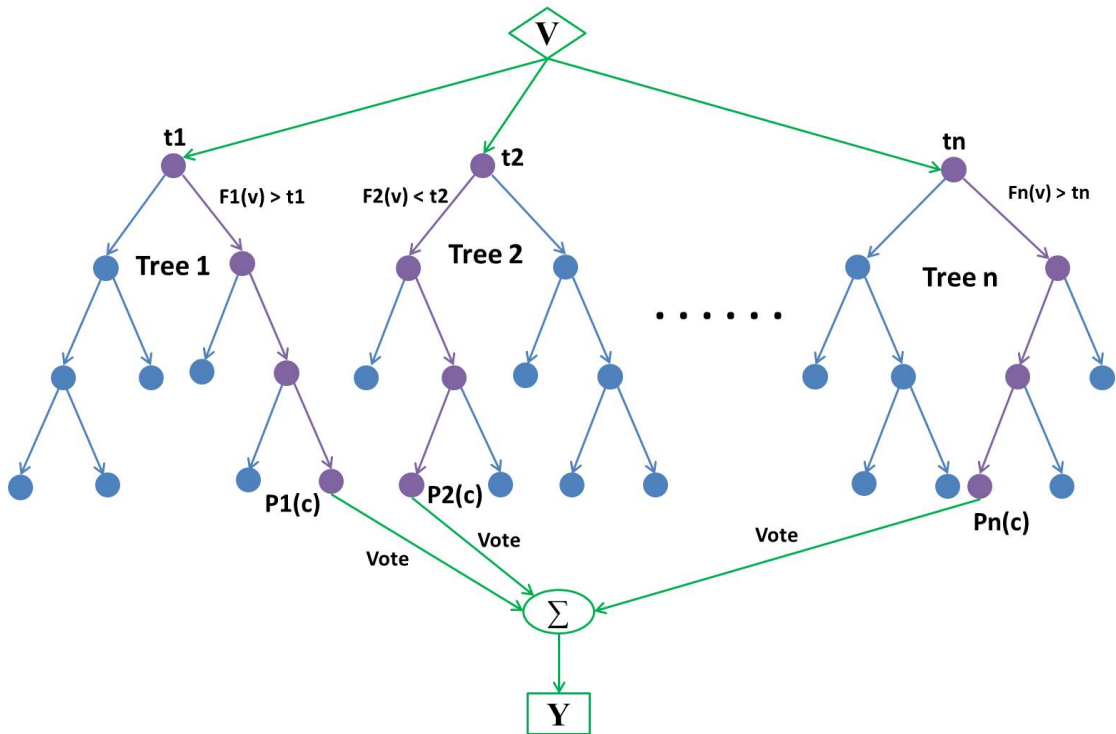 V
t1
t2
tn
F1(v) > t1
F2(v) < t2
Fn(v) > tn
Tree 1
Tree 2
Tree n
. . . . . .
P1(c)
P2(c)
Pn(c)
Vote
Vote
Vote
Σ
Y